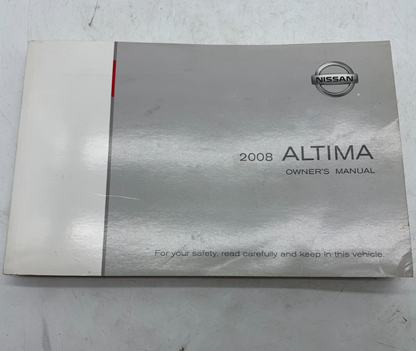 NISSAN
2008 ALTIMA
OWNER'S MANUAL
For your safety, read carefully and keep in this vehicle.